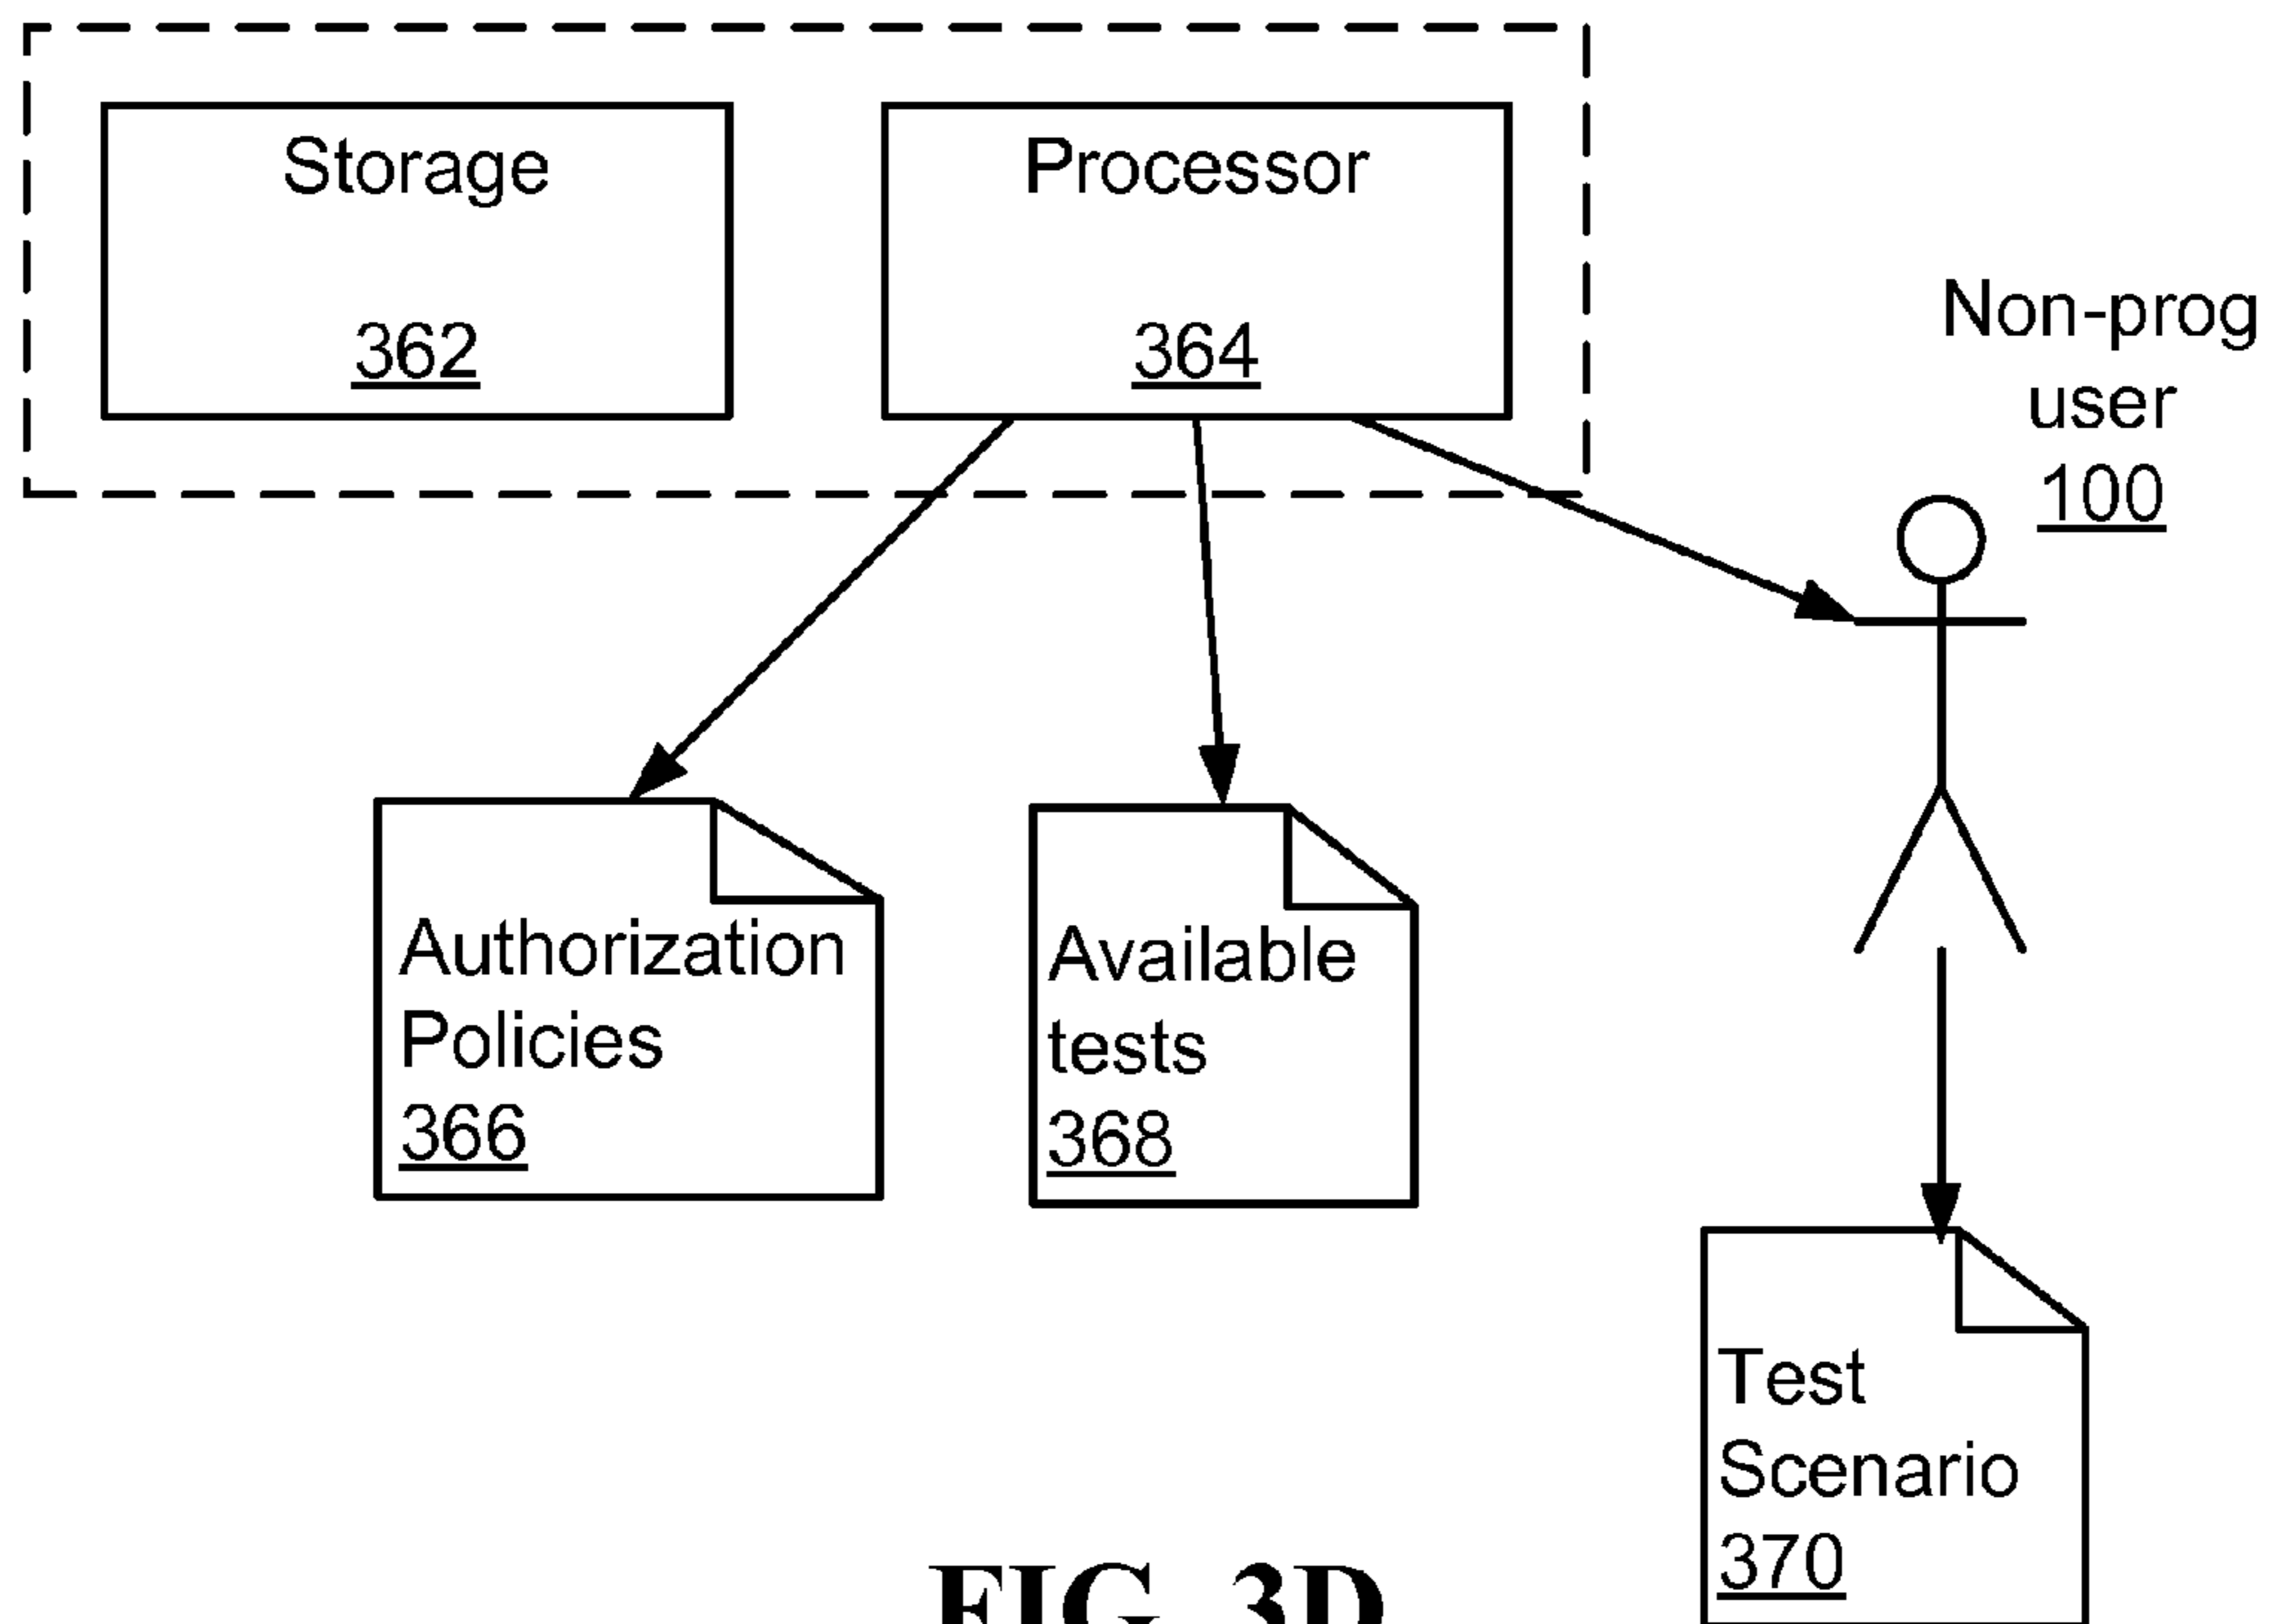 Storage
362
Processor
364
Non-prog
user
100
Authorization
Policies
366
Available
tests
368
Test
Scenario
370
FIG. 3D